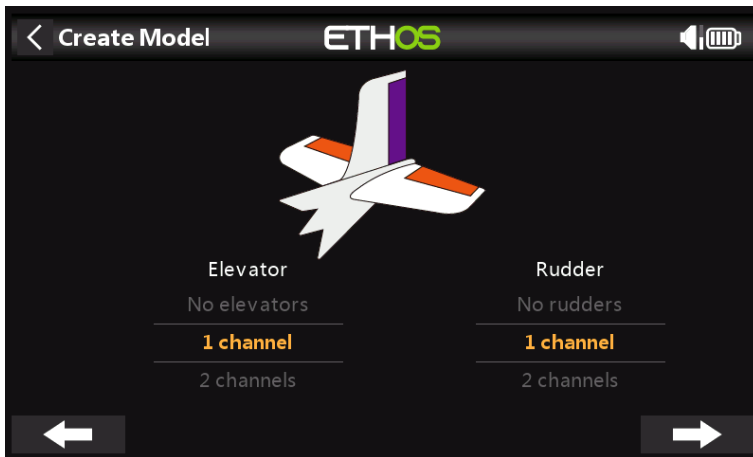 Create Model
ETHOS
Elevator
Rudder
No elevators
No rudders
1 channel
1 channel
2 channels
2 channels